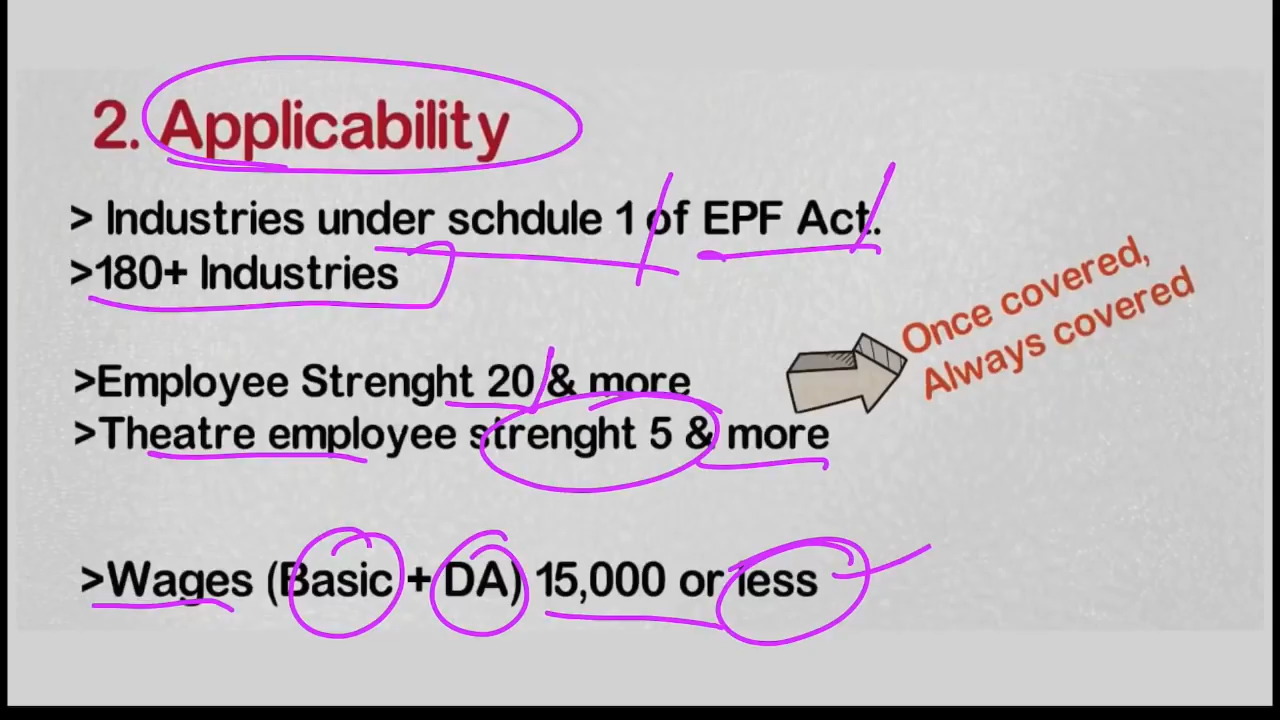 2. Applicability
> Industries under schdule 1 of EPF Act.
>180+ Industries
>Employee Strenght 20 & more
>Theatre employee strenght 5 & more
Once covered,
Always covered
>Wages (Basic + DA) 15,000 or less